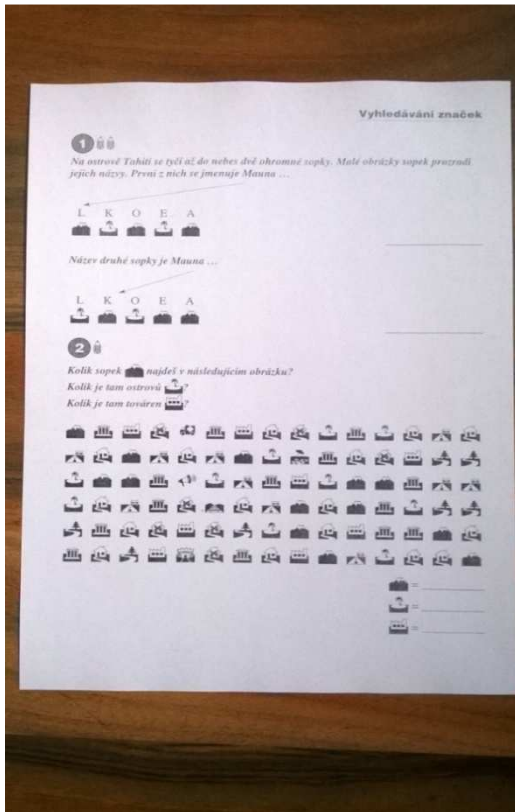 Vyhledávání značek
1
Na ostrově Tahiti se tyčí až do nebes dvě ohromné sopky. Malé obrázky sopek prozradí
jejich názvy. První z nich se jmenuje Mauna ...
L K O E A
Název druhé sopky je Mauna ...
L K O E A
2
Kolik sopek najdeš v následujícím obrázku?
Kolik je tam ostrovů ?
Kolik je tam továren ?
= 
= 
=